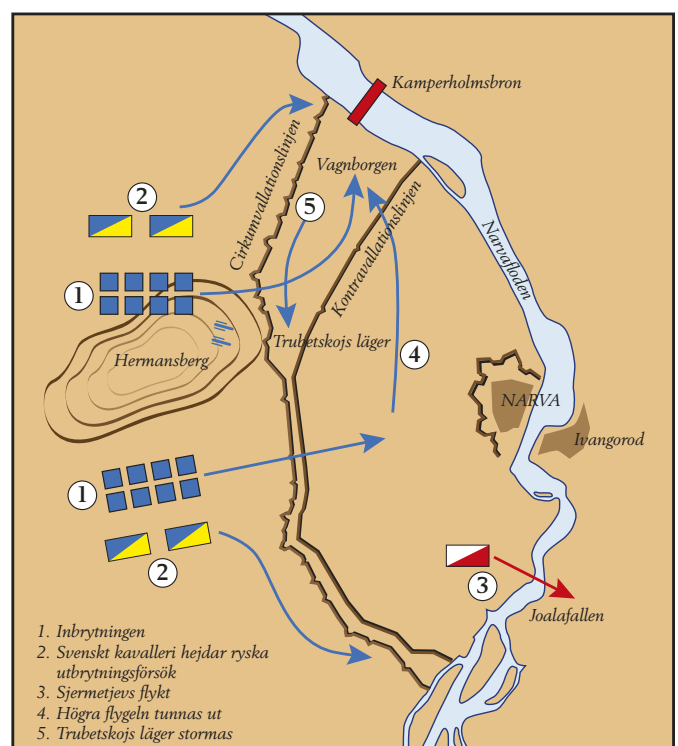 Kamperholmsbron
Cirkumvallationslinjen
Vagnborgen
2
5
Kontravallationslinjen
Narvafloden
1
Hermansberg
Trubetskojs läger
4
NARVA
Ivangorod
1
2
3
Joalafallen
1. Inbrytningen
2. Svenskt kavalleri hejdar ryska
utbrytningsförsök
3. Sjermetjevs flykt
4. Högra flygeln tunnas ut
5. Trubetskojs läger stormas